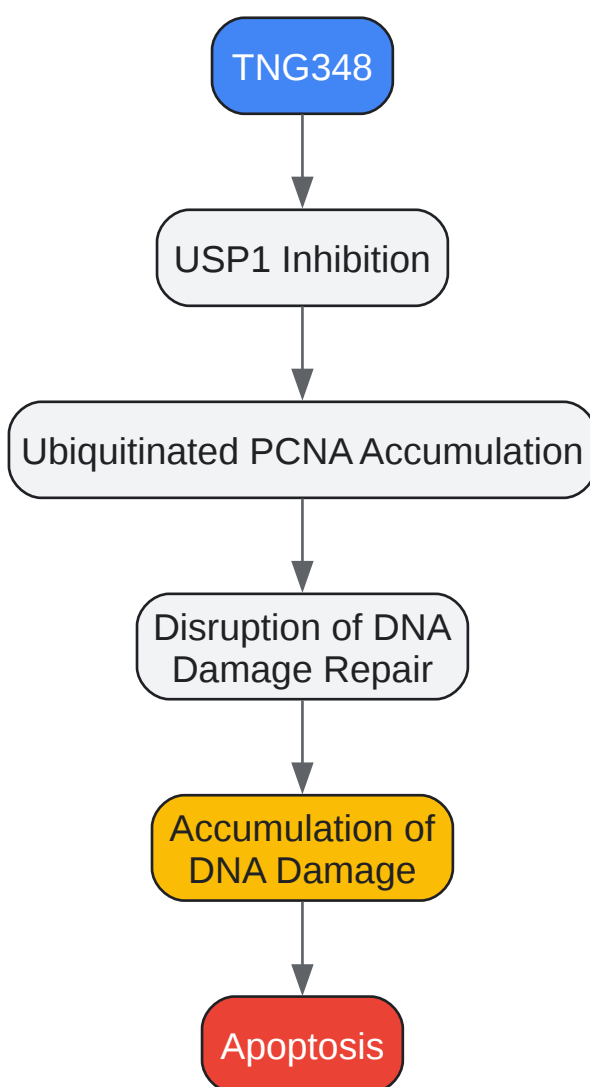 TNG348
USP1 Inhibition
Ubiquitinated PCNA Accumulation
Disruption of DNA
Damage Repair
Accumulation of
DNA Damage
Apoptosis